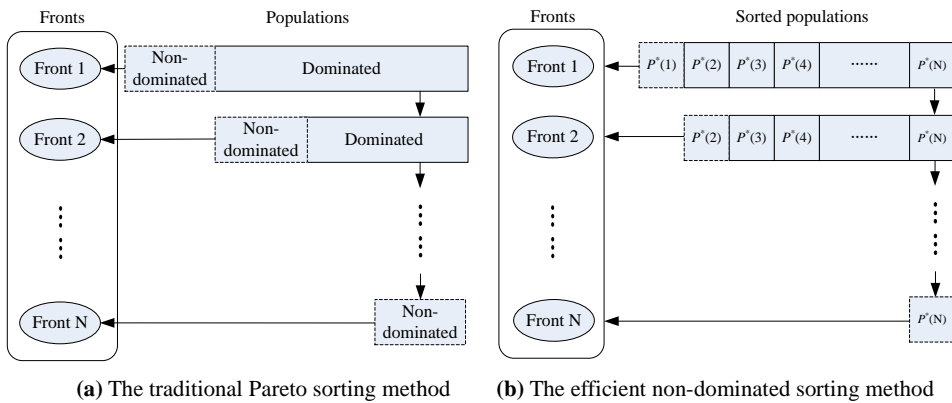 Fronts
Populations
Front 1
Non-
dominated
Dominated
Front 2
Non-
dominated
Dominated
Front N
Non-
dominated
(a) The traditional Pareto sorting method
Fronts
Sorted populations
Front 1
P*(1) P*(2) P*(3) P*(4) ...... P*(N)
Front 2
P*(2) P*(3) P*(4) ...... P*(N)
Front N
P*(N)
(b) The efficient non-dominated sorting method